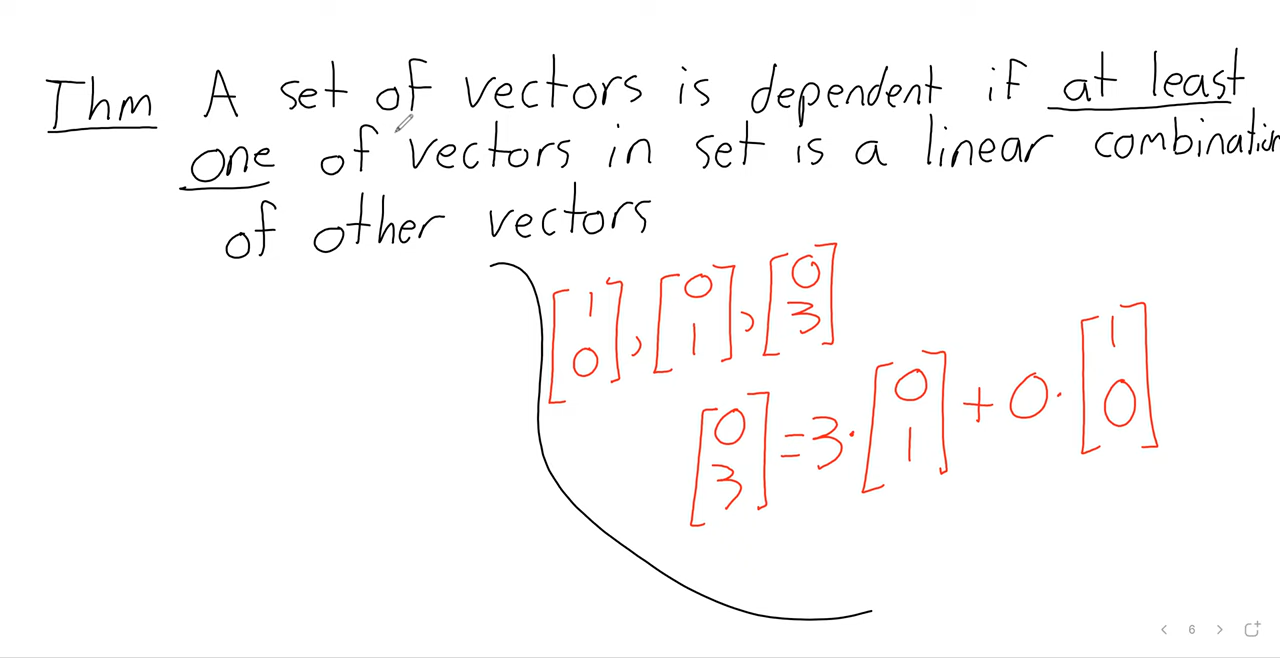 Thm A set of vectors is dependent if at least
one of vectors in set is a linear combination
of other vectors
[1 0], [0 1], [0 3]
[0 3] = 3 · [0 1] + 0 · [1 0]
< 6 >